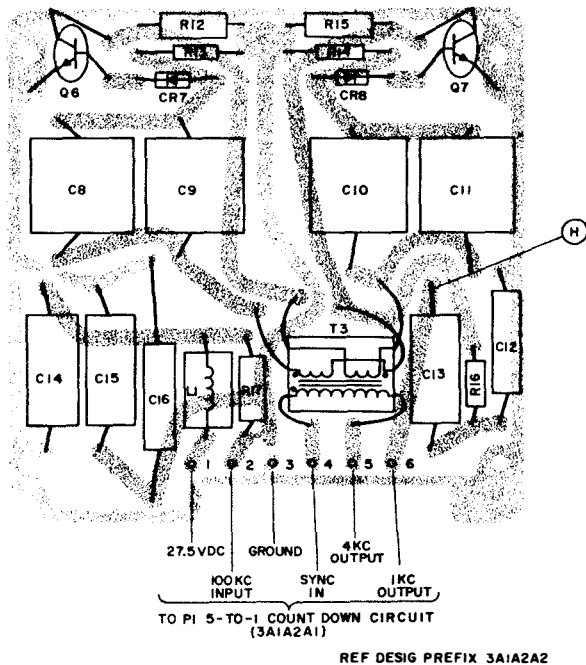 R12 R15
R13 R14
Q6 CR7 CR8 Q7
C8 C9 C10 C11
H
T3
C14 C15 C16 L1 R17 C13 R16 C12
1 2 3 4 5 6
27.5VDC GROUND 4KC OUTPUT
100KC INPUT SYNC IN 1KC OUTPUT
TO P1 5-TO-1 COUNT DOWN CIRCUIT
(3A1A2A1)
REF DESIG PREFIX 3A1A2A2